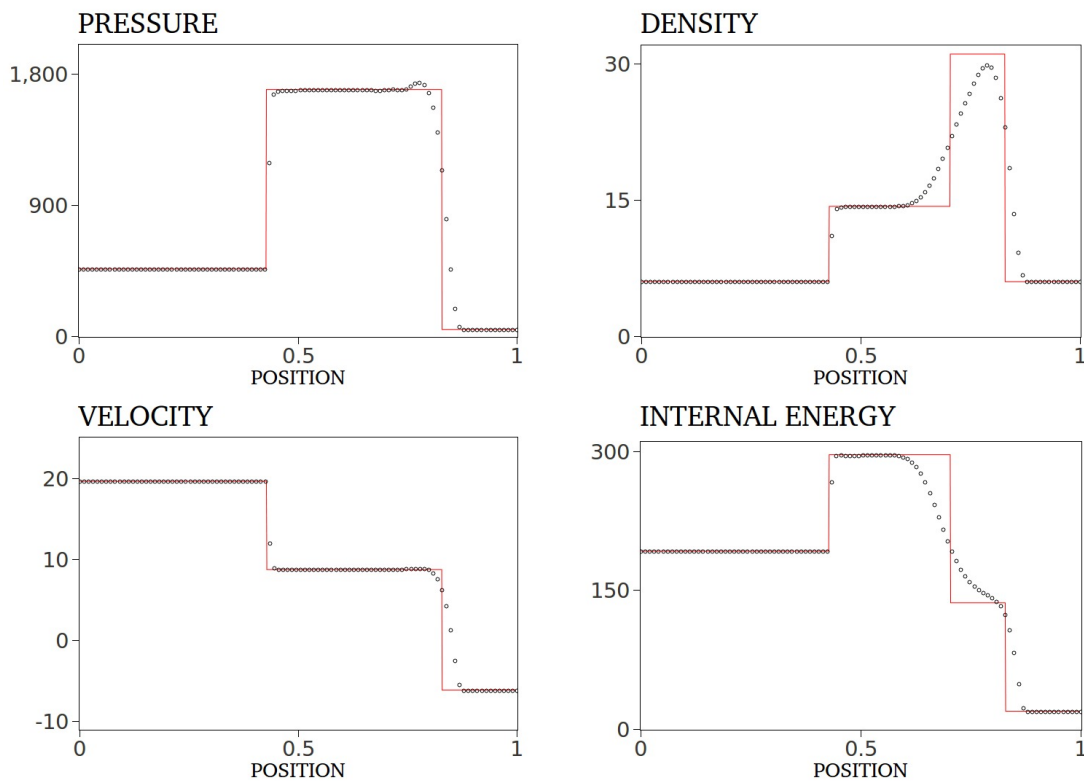 PRESSURE
1,800
900
0
0 0.5 1
POSITION
DENSITY
30
15
0
0 0.5 1
POSITION
VELOCITY
20
10
0
-10
0 0.5 1
POSITION
INTERNAL ENERGY
300
150
0
0 0.5 1
POSITION